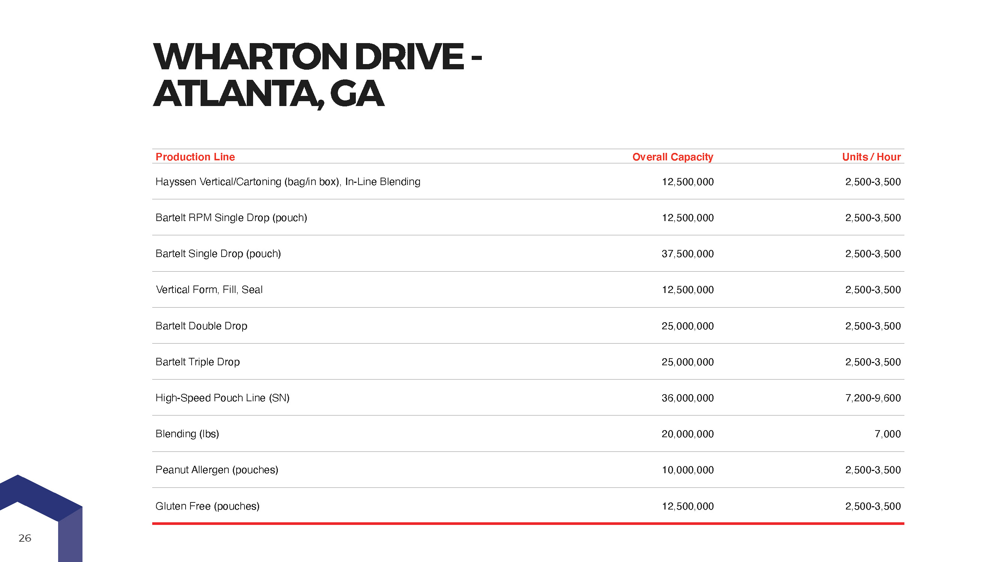 WHARTON DRIVE -
ATLANTA, GA
Production Line Overall Capacity Units / Hour
Hayssen Vertical/Cartoning (bag/in box), In-Line Blending 12,500,000 2,500-3,500
Bartelt RPM Single Drop (pouch) 12,500,000 2,500-3,500
Bartelt Single Drop (pouch) 37,500,000 2,500-3,500
Vertical Form, Fill, Seal 12,500,000 2,500-3,500
Bartelt Double Drop 25,000,000 2,500-3,500
Bartelt Triple Drop 25,000,000 2,500-3,500
High-Speed Pouch Line (SN) 36,000,000 7,200-9,600
Blending (lbs) 20,000,000 7,000
Peanut Allergen (pouches) 10,000,000 2,500-3,500
Gluten Free (pouches) 12,500,000 2,500-3,500
26